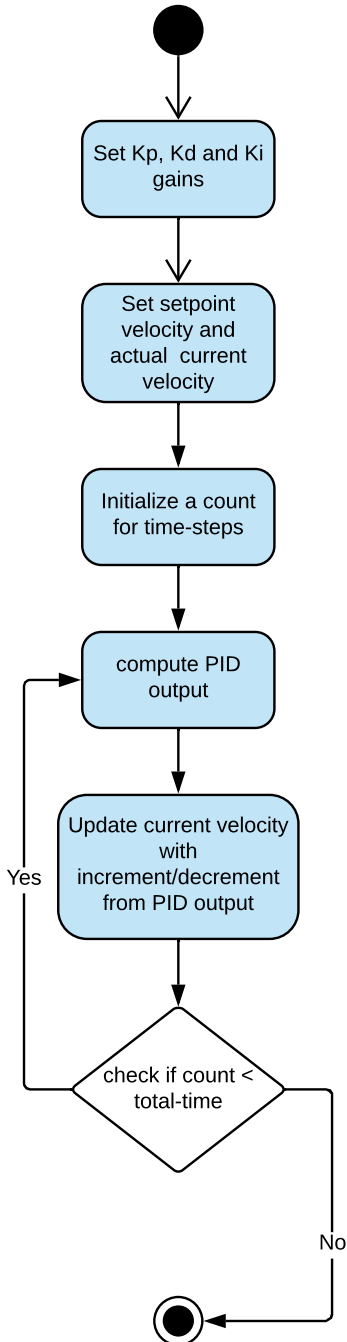 Set Kp, Kd and Ki
gains
Set setpoint
velocity and
actual current
velocity
Initialize a count
for time-steps
compute PID
output
Update current velocity
with
increment/decrement
from PID output
Yes
check if count <
total-time
No